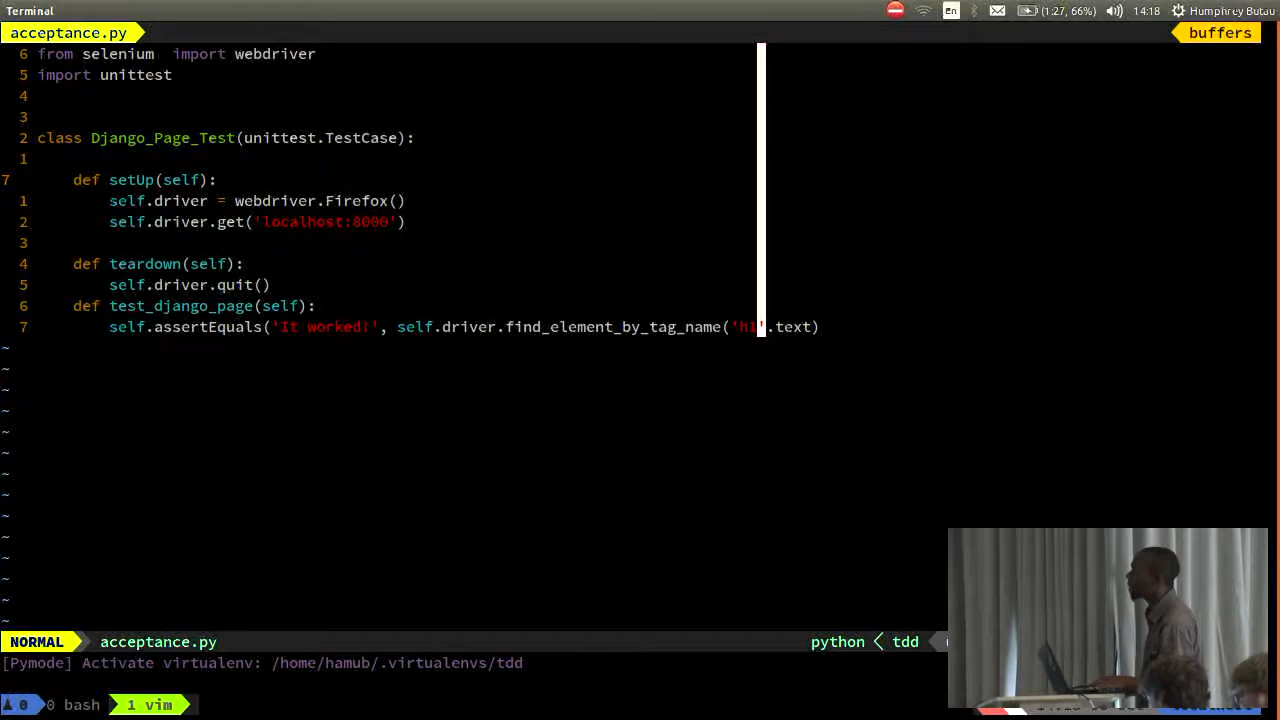 Terminal
En
(1:27, 66%)
14:18
Humphrey Butau
acceptance.py
buffers
6 from selenium  import webdriver
5 import unittest
4
3
2 class Django_Page_Test(unittest.TestCase):
1
7 def setUp(self):
1 self.driver = webdriver.Firefox()
2 self.driver.get('localhost:8000')
3
4 def teardown(self):
5 self.driver.quit()
6 def test_django_page(self):
7 self.assertEquals('It worked!', self.driver.find_element_by_tag_name('h1'.text)
~
~
~
~
~
~
~
~
~
~
~
~
~
~
NORMAL acceptance.py
python < tdd
[Pymode] Activate virtualenv: /home/hamub/.virtualenvs/tdd
0 0 bash 1 vim